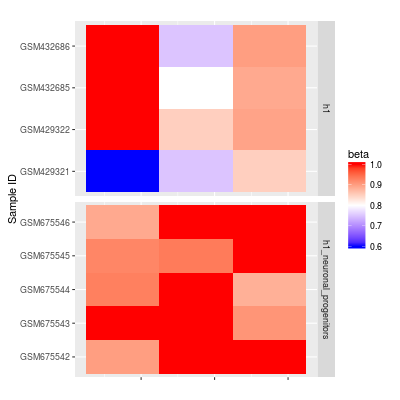 Sample ID
GSM432686
GSM432685
GSM429322
GSM429321
h1
GSM675546
GSM675545
GSM675544
GSM675543
GSM675542
h1_neuronal_progenitors
beta
1.0
0.9
0.8
0.7
0.6